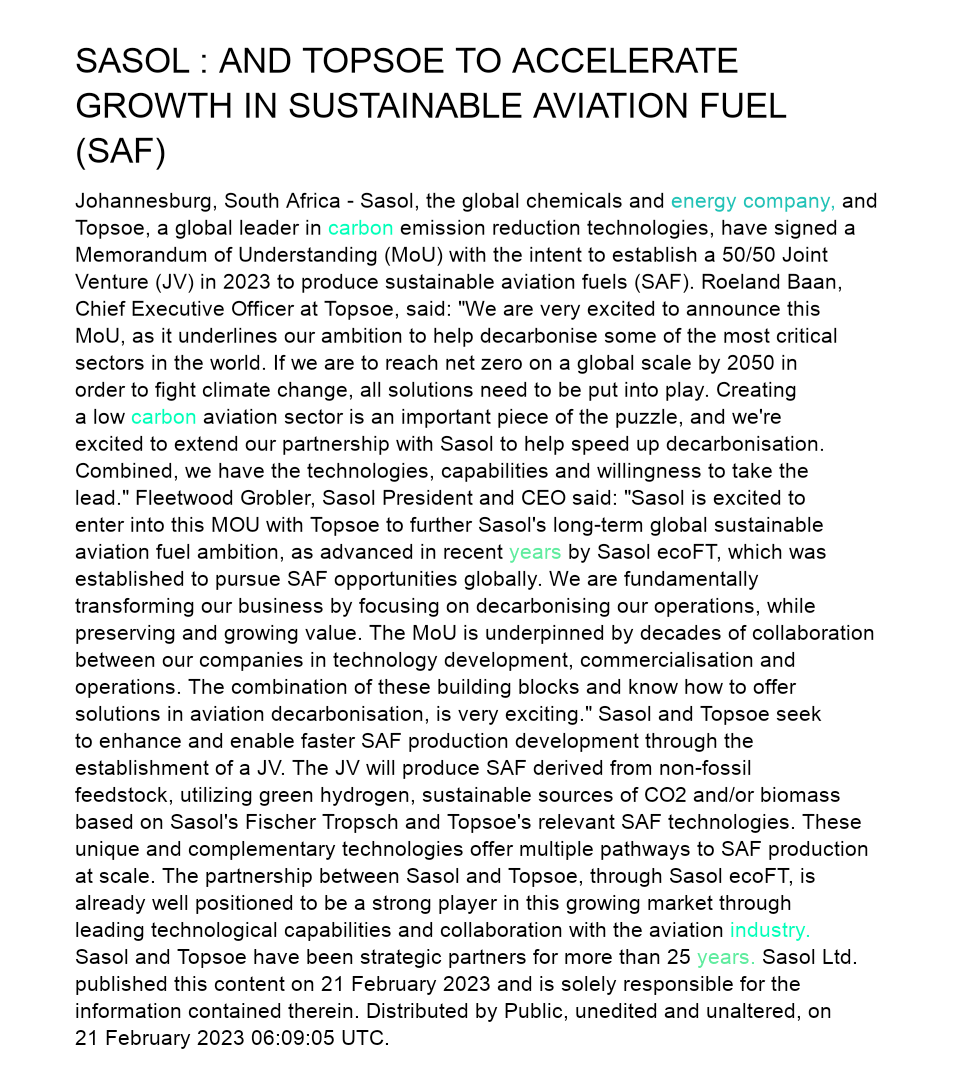 SASOL : AND TOPSOE TO ACCELERATE
GROWTH IN SUSTAINABLE AVIATION FUEL
(SAF)
Johannesburg, South Africa - Sasol, the global chemicals and energy company, and
Topsoe, a global leader in carbon emission reduction technologies, have signed a
Memorandum of Understanding (MoU) with the intent to establish a 50/50 Joint
Venture (JV) in 2023 to produce sustainable aviation fuels (SAF). Roeland Baan,
Chief Executive Officer at Topsoe, said: "We are very excited to announce this
MoU, as it underlines our ambition to help decarbonise some of the most critical
sectors in the world. If we are to reach net zero on a global scale by 2050 in
order to fight climate change, all solutions need to be put into play. Creating
a low carbon aviation sector is an important piece of the puzzle, and we're
excited to extend our partnership with Sasol to help speed up decarbonisation.
Combined, we have the technologies, capabilities and willingness to take the
lead." Fleetwood Grobler, Sasol President and CEO said: "Sasol is excited to
enter into this MOU with Topsoe to further Sasol's long-term global sustainable
aviation fuel ambition, as advanced in recent years by Sasol ecoFT, which was
established to pursue SAF opportunities globally. We are fundamentally
transforming our business by focusing on decarbonising our operations, while
preserving and growing value. The MoU is underpinned by decades of collaboration
between our companies in technology development, commercialisation and
operations. The combination of these building blocks and know how to offer
solutions in aviation decarbonisation, is very exciting." Sasol and Topsoe seek
to enhance and enable faster SAF production development through the
establishment of a JV. The JV will produce SAF derived from non-fossil
feedstock, utilizing green hydrogen, sustainable sources of CO2 and/or biomass
based on Sasol's Fischer Tropsch and Topsoe's relevant SAF technologies. These
unique and complementary technologies offer multiple pathways to SAF production
at scale. The partnership between Sasol and Topsoe, through Sasol ecoFT, is
already well positioned to be a strong player in this growing market through
leading technological capabilities and collaboration with the aviation industry.
Sasol and Topsoe have been strategic partners for more than 25 years. Sasol Ltd.
published this content on 21 February 2023 and is solely responsible for the
information contained therein. Distributed by Public, unedited and unaltered, on
21 February 2023 06:09:05 UTC.